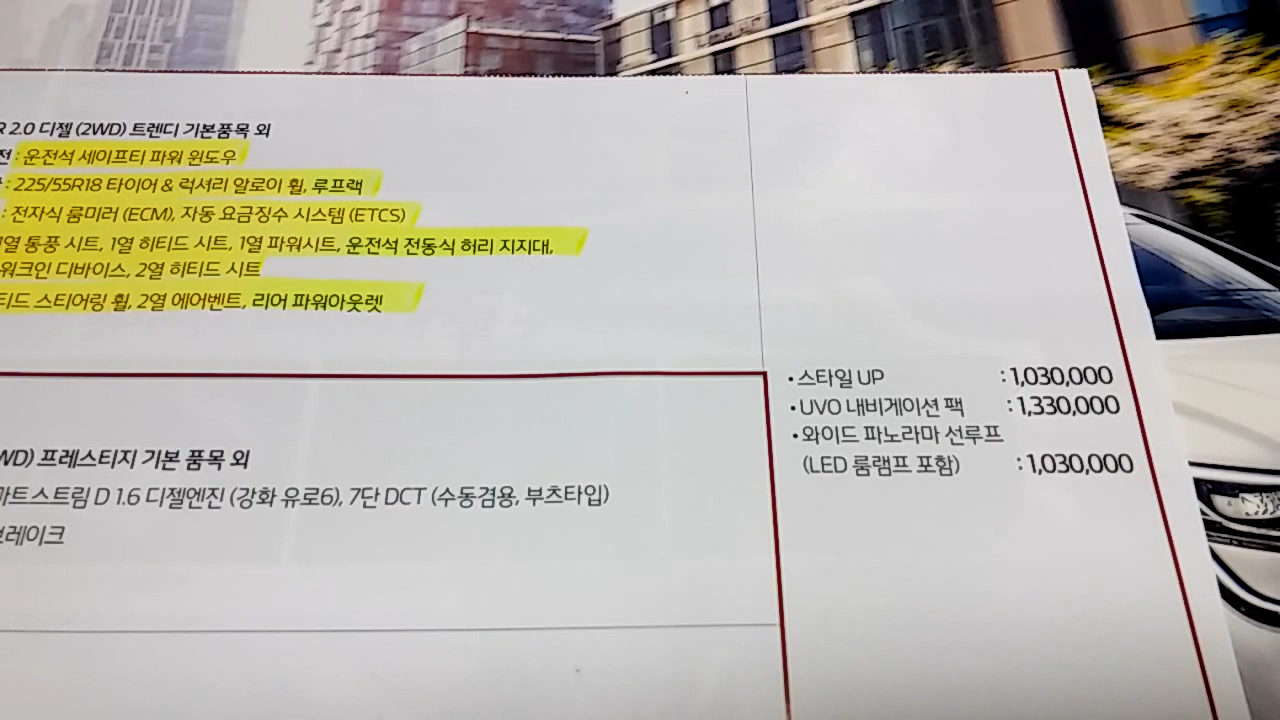 R 2.0 디젤 (2WD) 트렌디 기본품목 외
전 : 운전석 세이프티 파워 윈도우
: 225/55R18 타이어 & 럭셔리 알로이 휠, 루프랙
: 전자식 룸미러 (ECM), 자동 요금징수 시스템 (ETCS)
1열 통풍 시트, 1열 히티드 시트, 1열 파워시트, 운전석 전동식 허리 지지대,
워크인 디바이스, 2열 히티드 시트
티드 스티어링 휠, 2열 에어벤트, 리어 파워아웃렛
WD) 프레스티지 기본 품목 외
마트스트림 D 1.6 디젤엔진 (강화 유로6), 7단 DCT (수동겸용, 부츠타입)
브레이크
•스타일 UP : 1,030,000
•UVO 내비게이션 팩 : 1,330,000
•와이드 파노라마 선루프
(LED 룸램프 포함) : 1,030,000